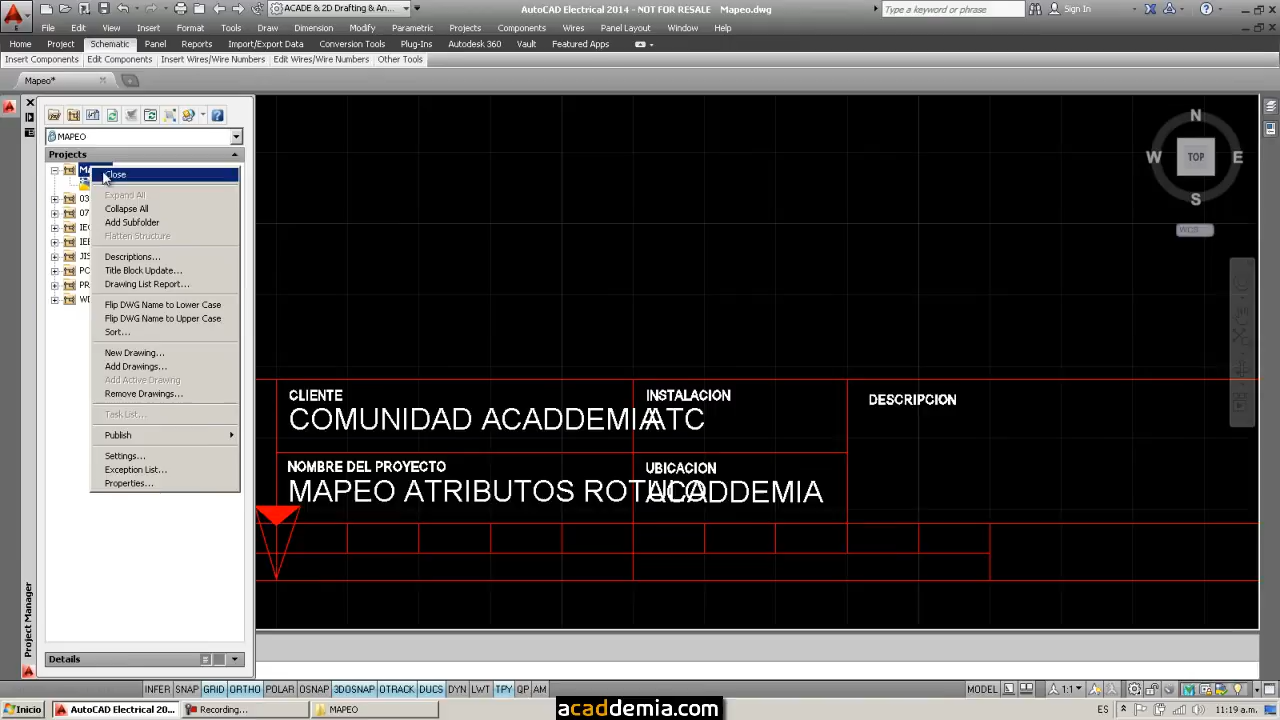 ACADE & 2D Drafting & An...
AutoCAD Electrical 2014 - NOT FOR RESALE Mapeo.dwg
Type a keyword or phrase
Sign In
File Edit View Insert Format Tools Draw Dimension Modify Parametric Projects Components Wires Panel Layout Window Help
Home Project Schematic Panel Reports Import/Export Data Conversion Tools Plug-Ins Autodesk 360 Vault Featured Apps
Insert Components Edit Components Insert Wires/Wire Numbers Edit Wires/Wire Numbers Other Tools
Mapeo*
MAPEO
Projects
Close
03
07
IEC
IEE
JIS
PC
PR
WD
Expand All
Collapse All
Add Subfolder
Flatten Structure
Descriptions...
Title Block Update...
Drawing List Report...
Flip DWG Name to Lower Case
Flip DWG Name to Upper Case
Sort...
New Drawing...
Add Drawings...
Add Active Drawing
Remove Drawings...
Task List...
Publish
Settings...
Exception List...
Properties...
Project Manager
Details
N
W TOP E
S
WCS
CLIENTE
COMUNIDAD ACADDEMIA
INSTALACION
ATC
DESCRIPCION
NOMBRE DEL PROYECTO
MAPEO ATRIBUTOS ROTULO
UBICACION
ACADDEMIA
INFER SNAP GRID ORTHO POLAR OSNAP 3DOSNAP OTRACK DUCS DYN LWT TPY QP AM
MODEL 1:1
Inicio AutoCAD Electrical 20... Recording... MAPEO
acaddemia.com
ES 11:19 a.m.